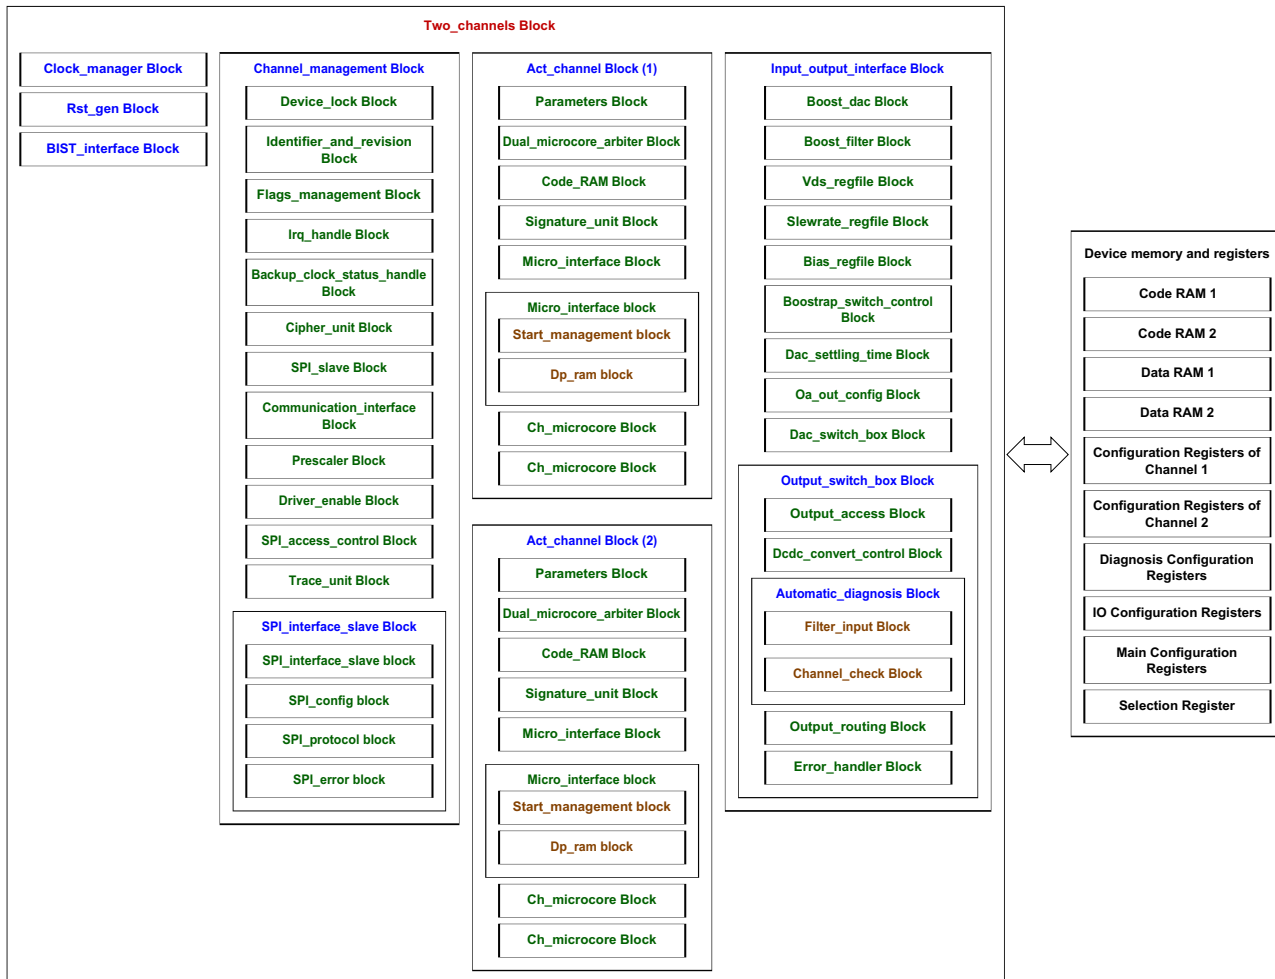 Two_channels Block
Clock_manager Block
Rst_gen Block
BIST_interface Block
Channel_management Block
Device_lock Block
Identifier_and_revision
Block
Flags_management Block
Irq_handle Block
Backup_clock_status_handle
Block
Cipher_unit Block
SPI_slave Block
Communication_interface
Block
Prescaler Block
Driver_enable Block
SPI_access_control Block
Trace_unit Block
SPI_interface_slave Block
SPI_interface_slave block
SPI_config block
SPI_protocol block
SPI_error block
Act_channel Block (1)
Parameters Block
Dual_microcore_arbiter Block
Code_RAM Block
Signature_unit Block
Micro_interface Block
Micro_interface block
Start_management block
Dp_ram block
Ch_microcore Block
Ch_microcore Block
Act_channel Block (2)
Parameters Block
Dual_microcore_arbiter Block
Code_RAM Block
Signature_unit Block
Micro_interface Block
Micro_interface block
Start_management block
Dp_ram block
Ch_microcore Block
Ch_microcore Block
Input_output_interface Block
Boost_dac Block
Boost_filter Block
Vds_regfile Block
Slewrate_regfile Block
Bias_regfile Block
Boostrap_switch_control
Block
Dac_settling_time Block
Oa_out_config Block
Dac_switch_box Block
Output_switch_box Block
Output_access Block
Dcdc_convert_control Block
Automatic_diagnosis Block
Filter_input Block
Channel_check Block
Output_routing Block
Error_handler Block
Device memory and registers
Code RAM 1
Code RAM 2
Data RAM 1
Data RAM 2
Configuration Registers of
Channel 1
Configuration Registers of
Channel 2
Diagnosis Configuration
Registers
IO Configuration Registers
Main Configuration
Registers
Selection Register